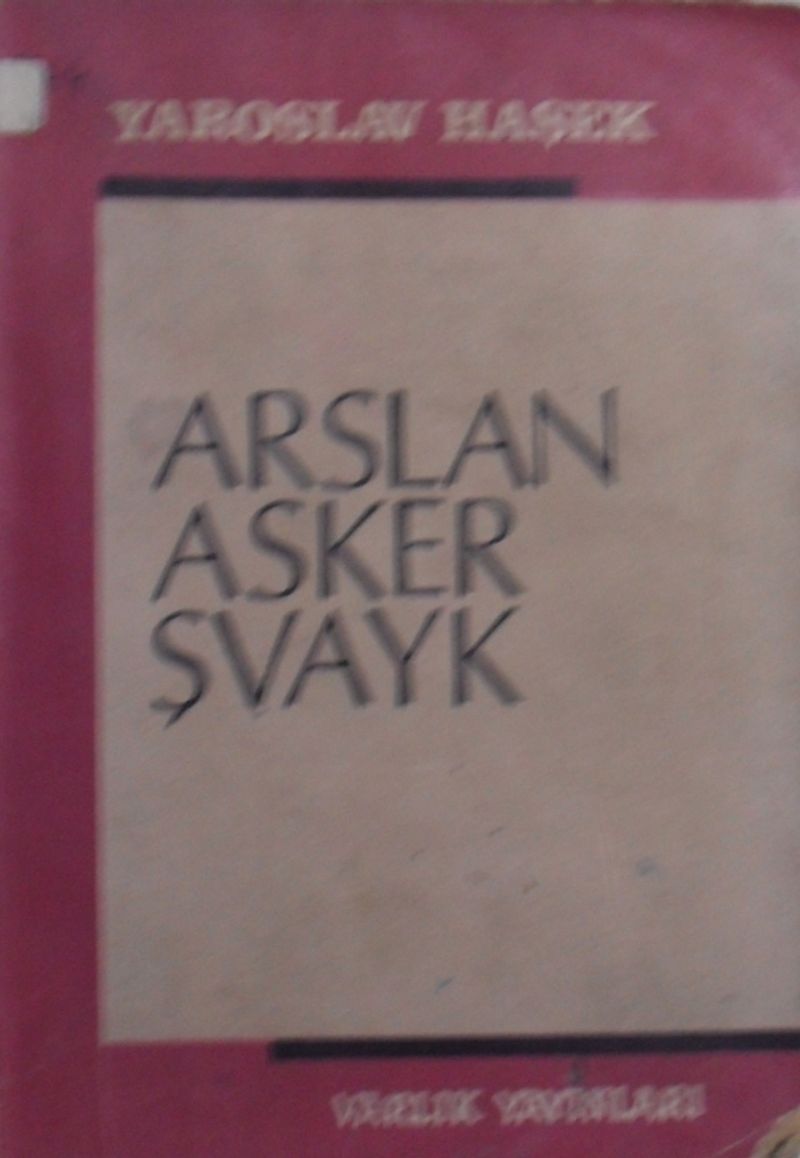 YAROSLAV HAŞEK
ARSLAN
ASKER
ŞVAYK
VARLIK YAYINLARI